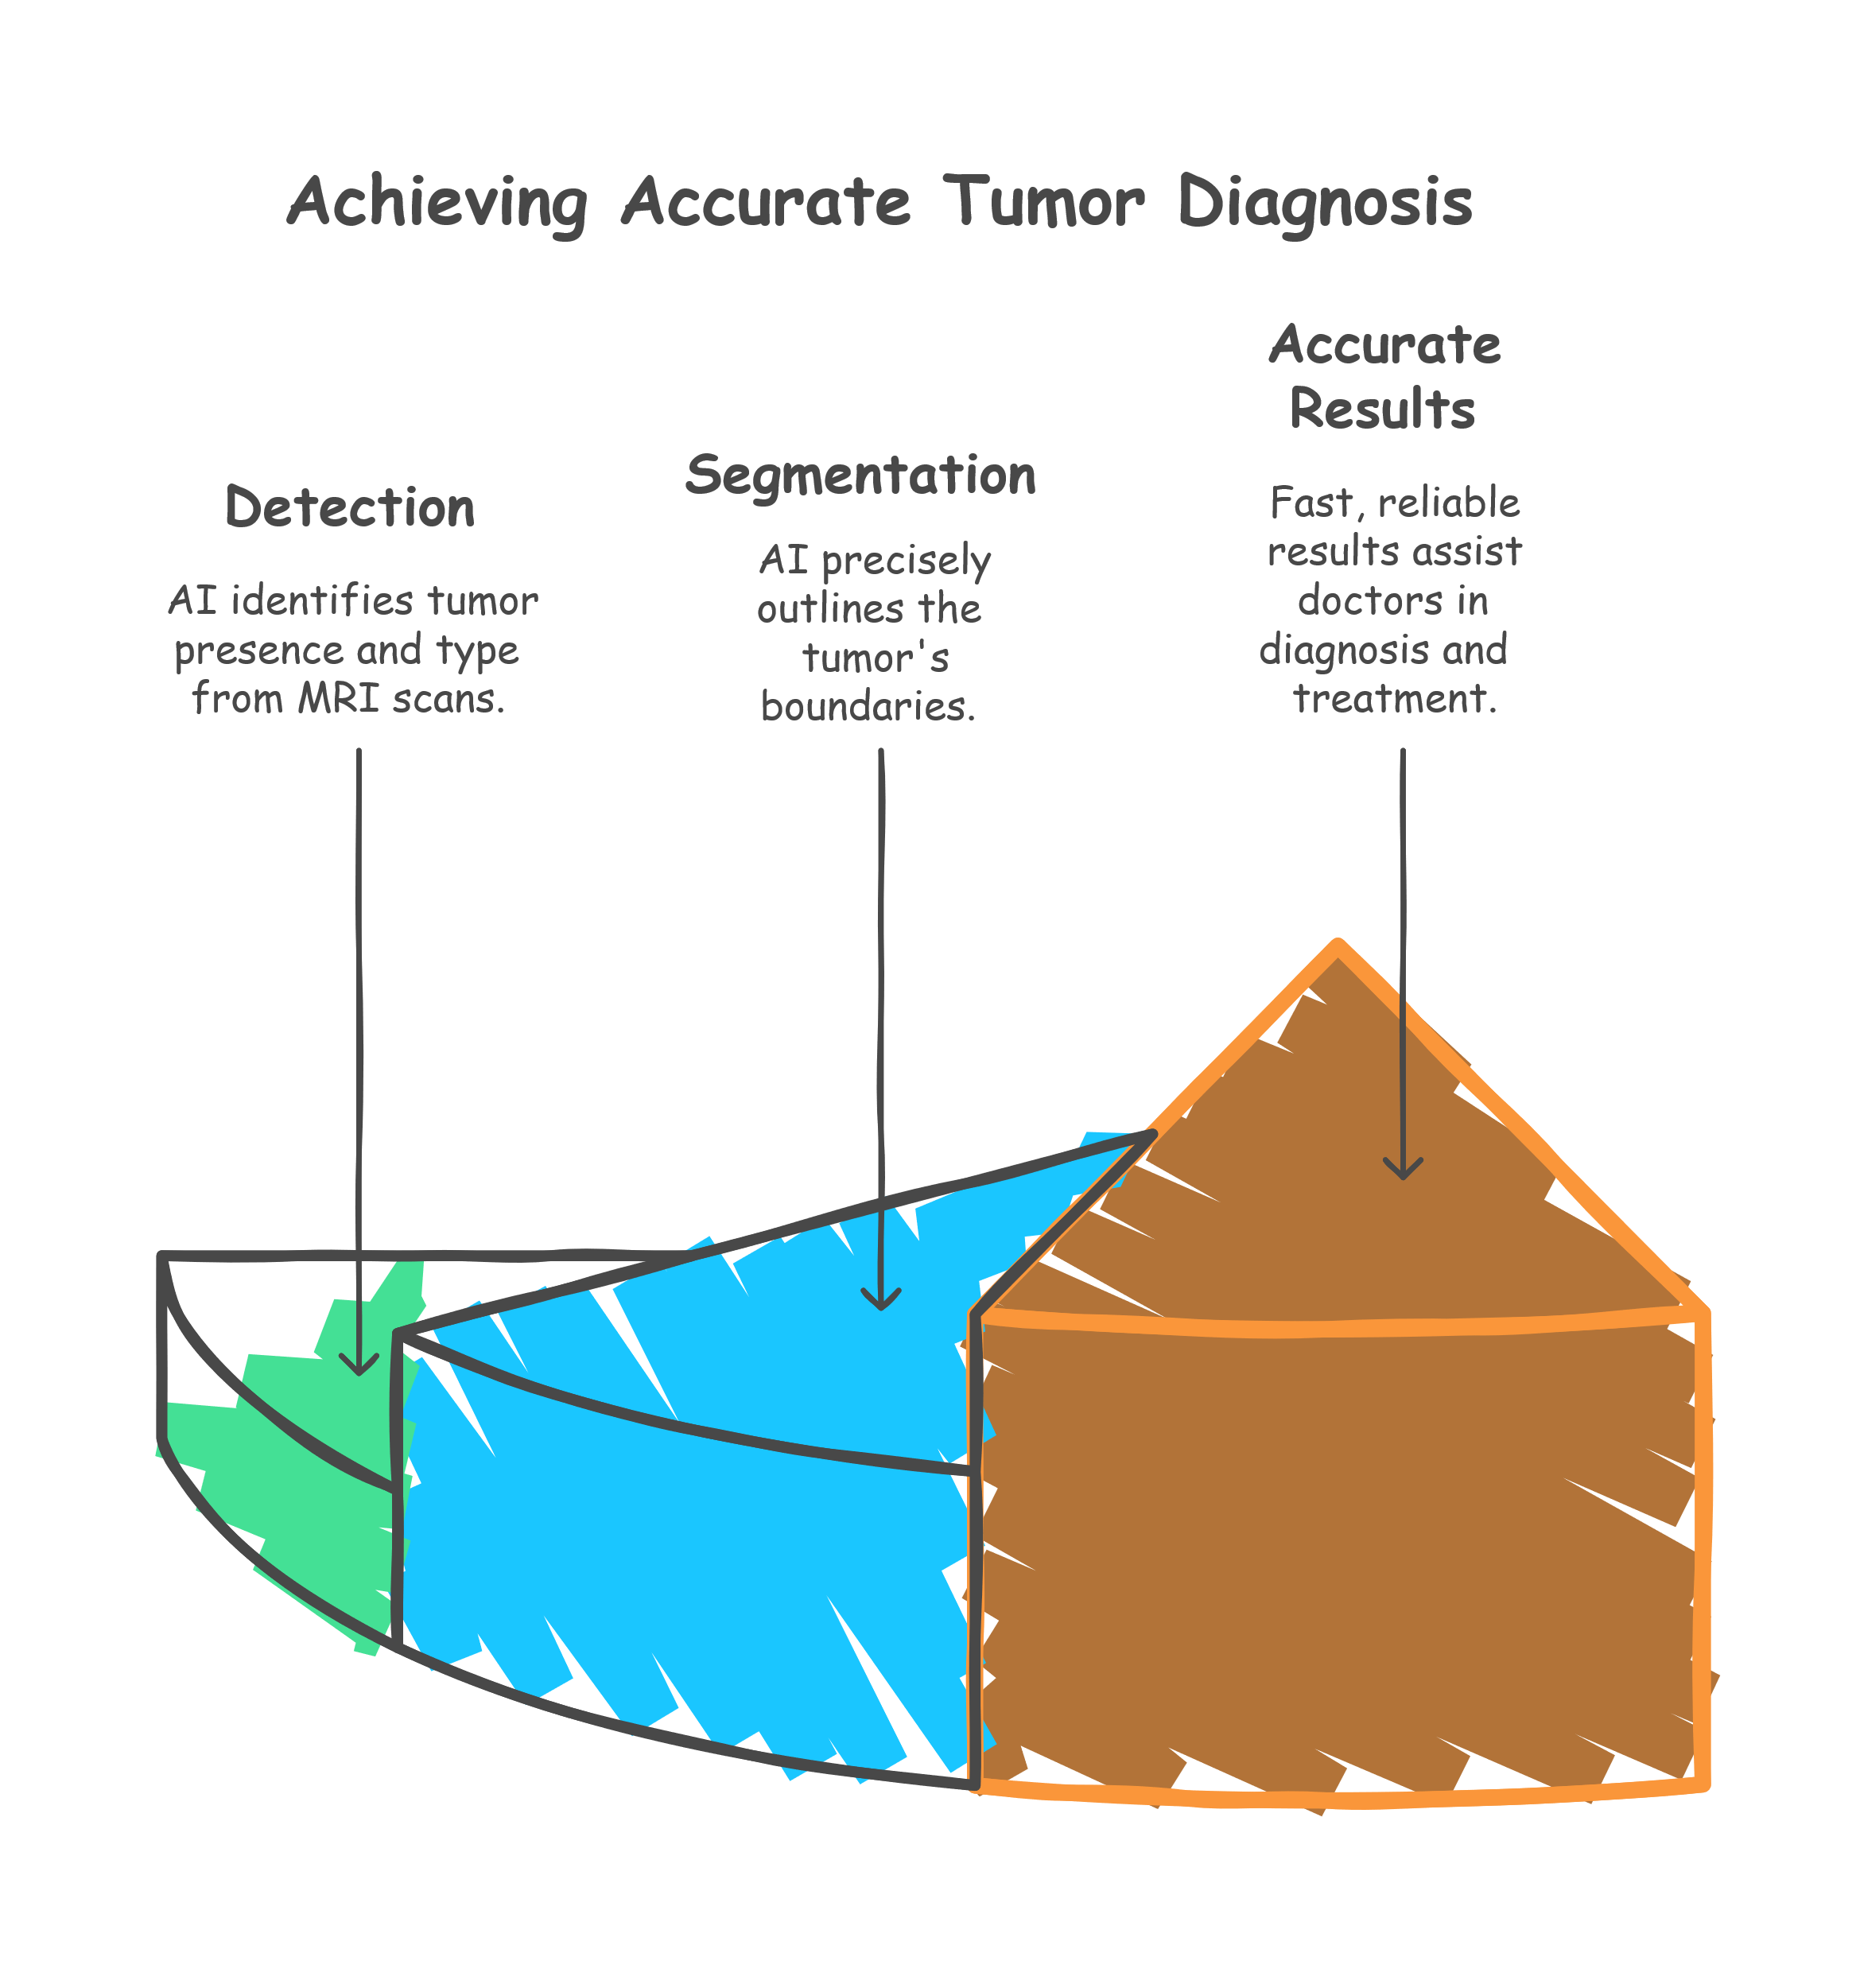 Achieving Accurate Tumor Diagnosis
Detection
AI identifies tumor
presence and type
from MRI scans.
Segmentation
AI precisely
outlines the
tumor's
boundaries.
Accurate
Results
Fast, reliable
results assist
doctors in
diagnosis and
treatment.